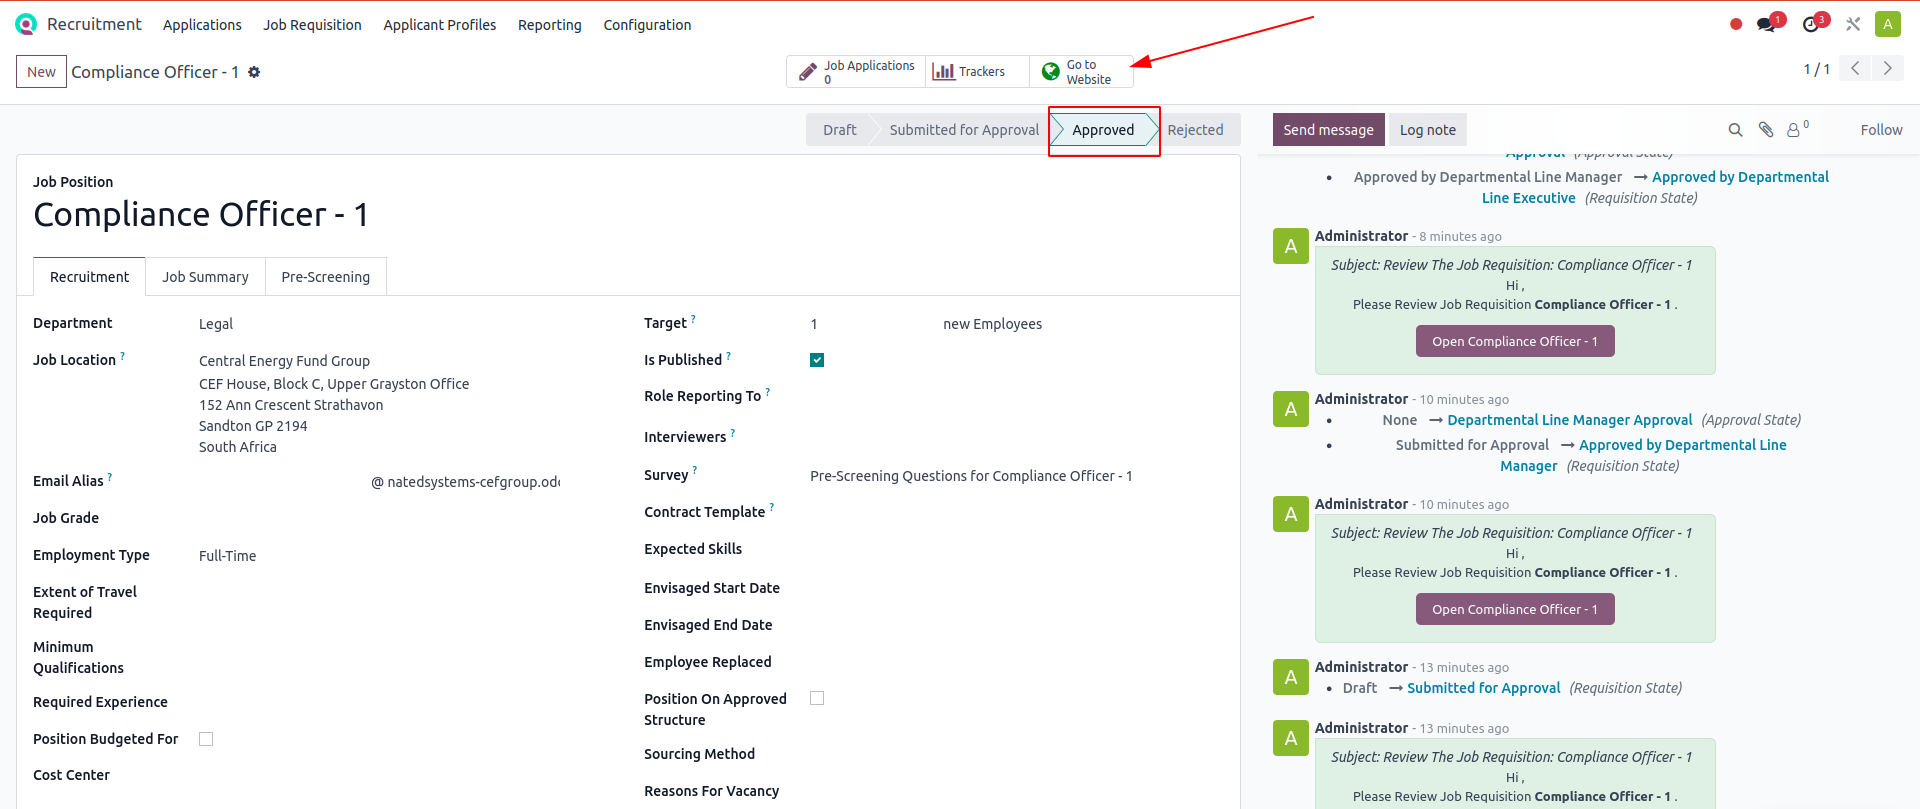 Recruitment Applications Job Requisition Applicant Profiles Reporting Configuration 1 3 A
New Compliance Officer - 1
Job Applications
0
Trackers
Go to
Website
1 / 1
Draft Submitted for Approval Approved Rejected
Send message Log note 0 Follow
Job Position
Compliance Officer - 1
Recruitment Job Summary Pre-Screening
Department Legal
Job Location ? Central Energy Fund Group
CEF House, Block C, Upper Grayston Office
152 Ann Crescent Strathavon
Sandton GP 2194
South Africa
Email Alias ? @ natedsystems-cefgroup.odo
Job Grade
Employment Type Full-Time
Extent of Travel
Required
Minimum
Qualifications
Required Experience
Position Budgeted For
Cost Center
Target ? 1 new Employees
Is Published ?
Role Reporting To ?
Interviewers ?
Survey ? Pre-Screening Questions for Compliance Officer - 1
Contract Template ?
Expected Skills
Envisaged Start Date
Envisaged End Date
Employee Replaced
Position On Approved
Structure
Sourcing Method
Reasons For Vacancy
Approval (Approval State)
• Approved by Departmental Line Manager → Approved by Departmental
Line Executive (Requisition State)
A Administrator - 8 minutes ago
Subject: Review The Job Requisition: Compliance Officer - 1
Hi ,
Please Review Job Requisition Compliance Officer - 1 .
Open Compliance Officer - 1
A Administrator - 10 minutes ago
• None → Departmental Line Manager Approval (Approval State)
• Submitted for Approval → Approved by Departmental Line
Manager (Requisition State)
A Administrator - 10 minutes ago
Subject: Review The Job Requisition: Compliance Officer - 1
Hi ,
Please Review Job Requisition Compliance Officer - 1 .
Open Compliance Officer - 1
A Administrator - 13 minutes ago
• Draft → Submitted for Approval (Requisition State)
A Administrator - 13 minutes ago
Subject: Review The Job Requisition: Compliance Officer - 1
Hi ,
Please Review Job Requisition Compliance Officer - 1 .